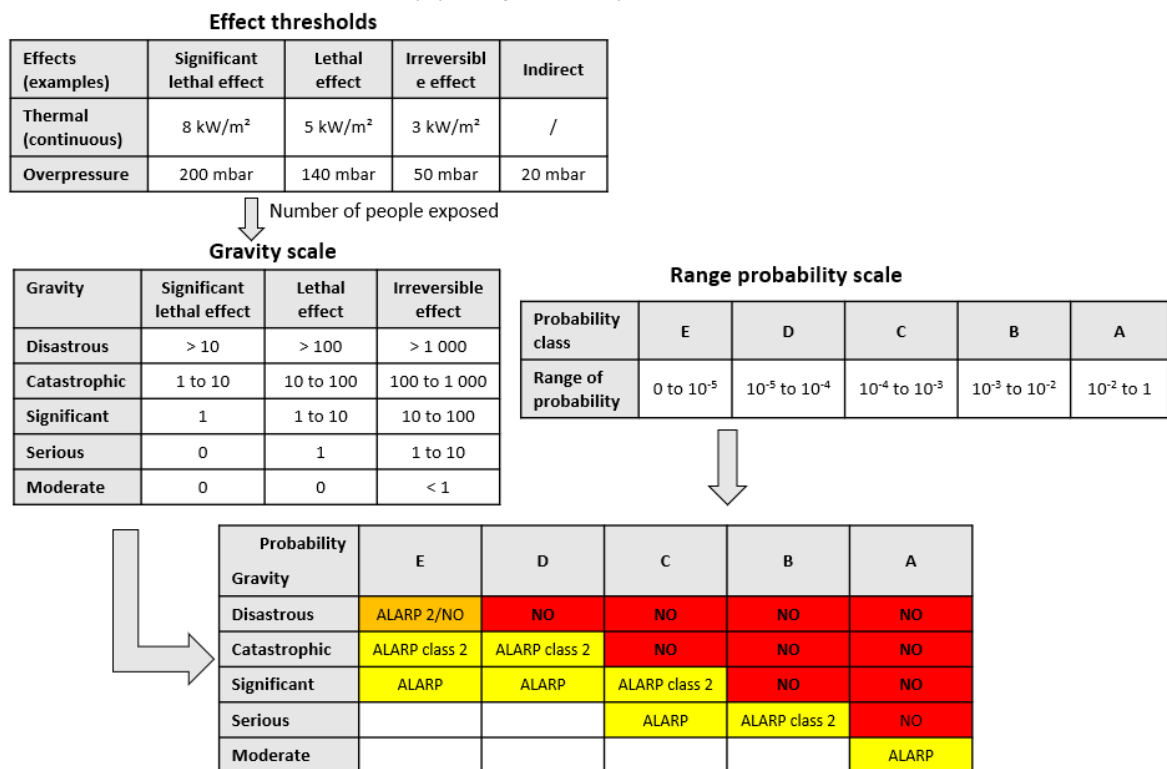 Effect thresholds
Effects (examples) Significant lethal effect Lethal effect Irreversibl e effect Indirect
Thermal (continuous) 8 kW/m² 5 kW/m² 3 kW/m² /
Overpressure 200 mbar 140 mbar 50 mbar 20 mbar
Number of people exposed
Gravity scale
Gravity Significant lethal effect Lethal effect Irreversible effect
Disastrous > 10 > 100 > 1 000
Catastrophic 1 to 10 10 to 100 100 to 1 000
Significant 1 1 to 10 10 to 100
Serious 0 1 1 to 10
Moderate 0 0 < 1
Range probability scale
Probability class E D C B A
Range of probability 0 to 10⁻⁵ 10⁻⁵ to 10⁻⁴ 10⁻⁴ to 10⁻³ 10⁻³ to 10⁻² 10⁻² to 1
Probability
Gravity E D C B A
Disastrous ALARP 2/NO NO NO NO NO
Catastrophic ALARP class 2 ALARP class 2 NO NO NO
Significant ALARP ALARP ALARP class 2 NO NO
Serious ALARP ALARP class 2 NO
Moderate ALARP